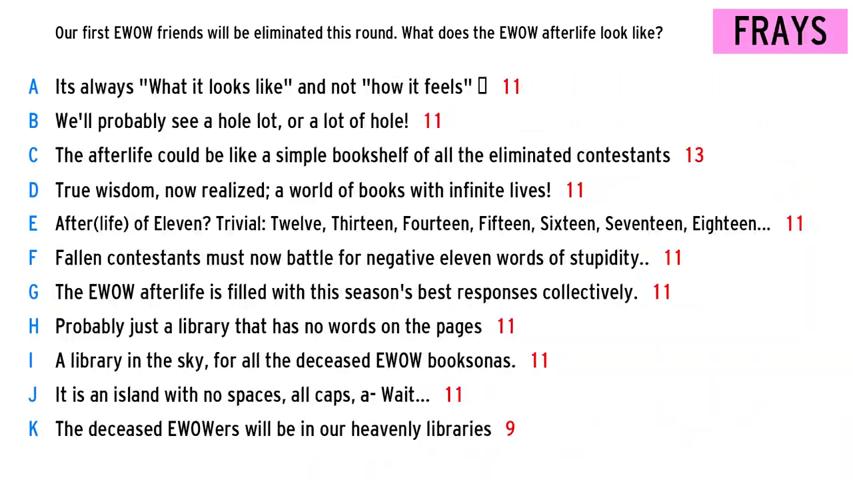 Our first EWOW friends will be eliminated this round. What does the EWOW afterlife look like?
FRAYS
A Its always "What it looks like" and not "how it feels" ▯ 11
B We'll probably see a hole lot, or a lot of hole! 11
C The afterlife could be like a simple bookshelf of all the eliminated contestants 13
D True wisdom, now realized; a world of books with infinite lives! 11
E After(life) of Eleven? Trivial: Twelve, Thirteen, Fourteen, Fifteen, Sixteen, Seventeen, Eighteen... 11
F Fallen contestants must now battle for negative eleven words of stupidity.. 11
G The EWOW afterlife is filled with this season's best responses collectively. 11
H Probably just a library that has no words on the pages 11
I A library in the sky, for all the deceased EWOW booksonas. 11
J It is an island with no spaces, all caps, a- Wait... 11
K The deceased EWOWers will be in our heavenly libraries 9